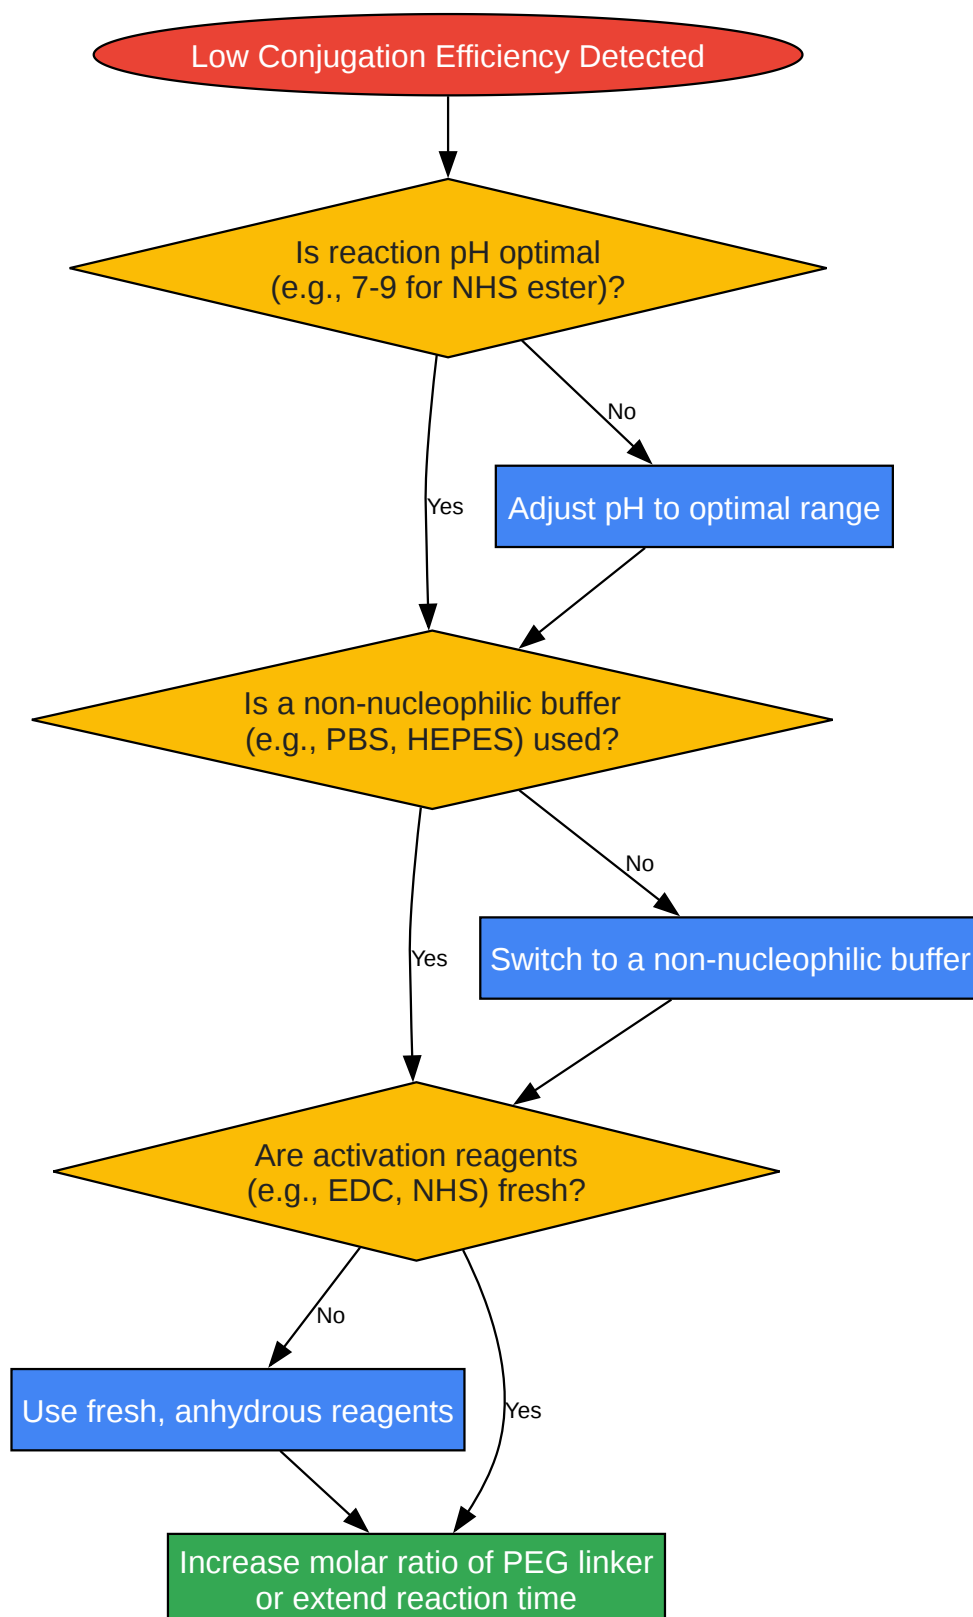 Low Conjugation Efficiency Detected
Is reaction pH optimal
(e.g., 7-9 for NHS ester)?
No
Yes
Adjust pH to optimal range
Is a non-nucleophilic buffer
(e.g., PBS, HEPES) used?
No
Yes
Switch to a non-nucleophilic buffer
Are activation reagents
(e.g., EDC, NHS) fresh?
No
Use fresh, anhydrous reagents
Yes
Increase molar ratio of PEG linker
or extend reaction time